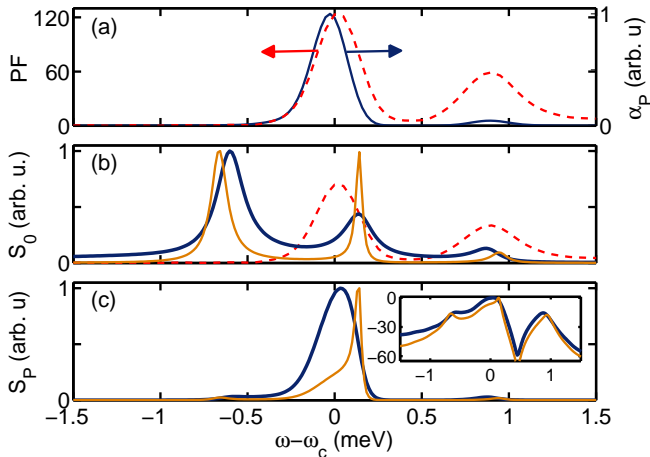 (a)
PF
120
60
0
1
0
α_P (arb. u)
(b)
S_0 (arb. u.)
1
0
(c)
S_P (arb. u)
1
0
0
−30
−60
−1 0 1
−1.5 −1 −0.5 0 0.5 1 1.5
ω−ω_c (meV)